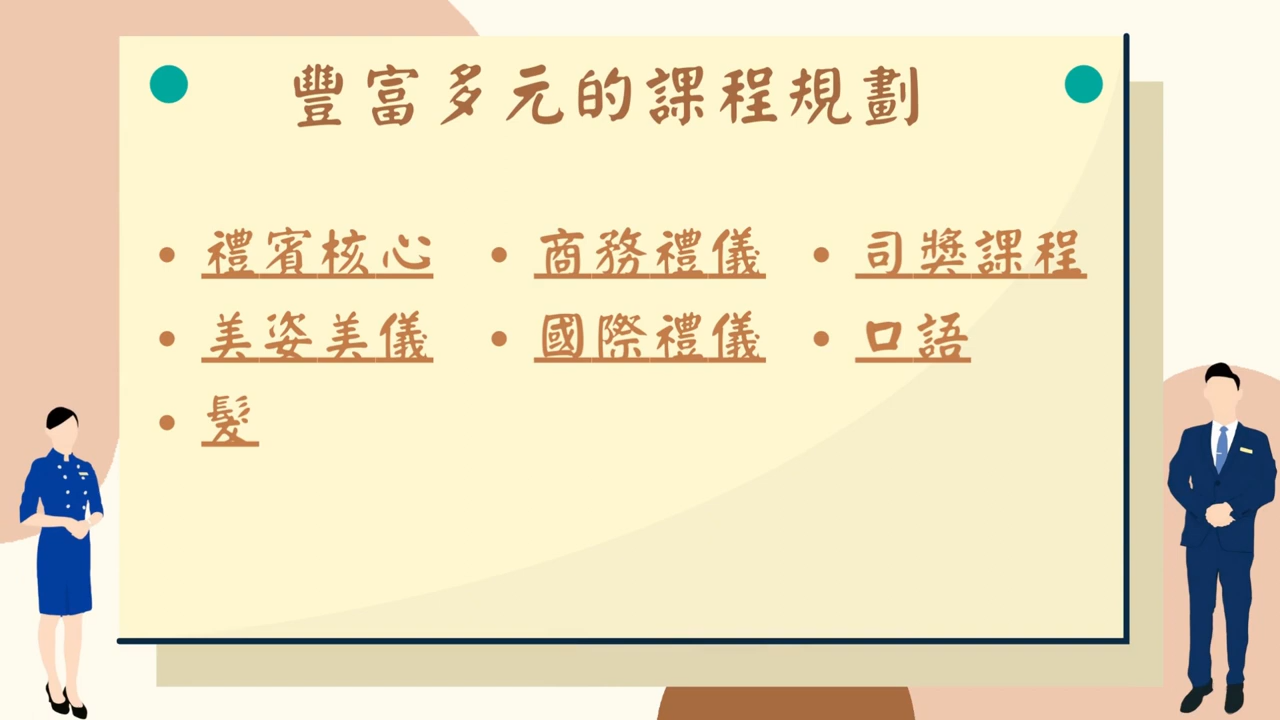 豐富多元的課程規劃
禮賓核心
美姿美儀
髮
商務禮儀
國際禮儀
司獎課程
口語